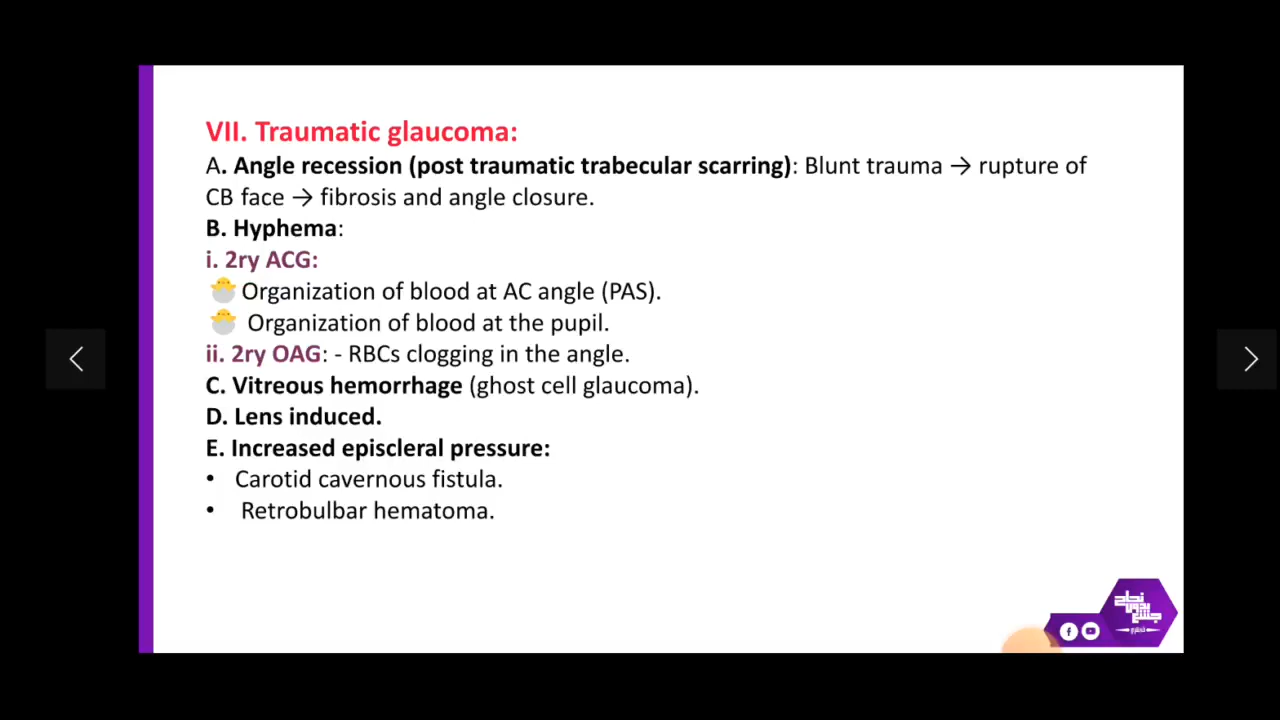 VII. Traumatic glaucoma:
A. Angle recession (post traumatic trabecular scarring): Blunt trauma → rupture of
CB face → fibrosis and angle closure.
B. Hyphema:
i. 2ry ACG:
🐣 Organization of blood at AC angle (PAS).
🐣 Organization of blood at the pupil.
ii. 2ry OAG: - RBCs clogging in the angle.
C. Vitreous hemorrhage (ghost cell glaucoma).
D. Lens induced.
E. Increased episcleral pressure:
• Carotid cavernous fistula.
• Retrobulbar hematoma.